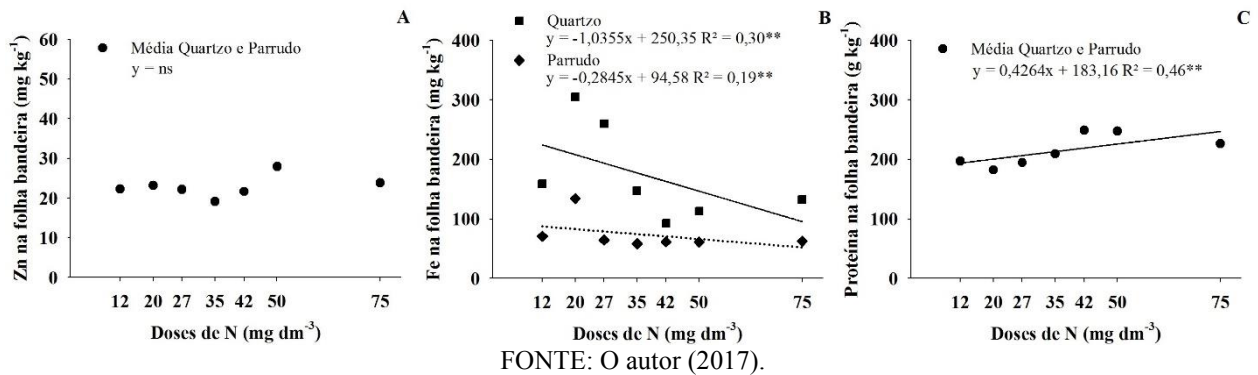 A
Zn na folha bandeira (mg kg⁻¹)
Média Quartzo e Parrudo
y = ns
60
50
40
30
20
10
0
12 20 27 35 42 50 75
Doses de N (mg dm⁻³)
B
Fe na folha bandeira (mg kg⁻¹)
Quartzo
y = -1,0355x + 250,35 R² = 0,30**
Parrudo
y = -0,2845x + 94,58 R² = 0,19**
400
300
200
100
0
12 20 27 35 42 50 75
Doses de N (mg dm⁻³)
C
Proteína na folha bandeira (g kg⁻¹)
Média Quartzo e Parrudo
y = 0,4264x + 183,16 R² = 0,46**
400
300
200
100
0
12 20 27 35 42 50 75
Doses de N (mg dm⁻³)
FONTE: O autor (2017).